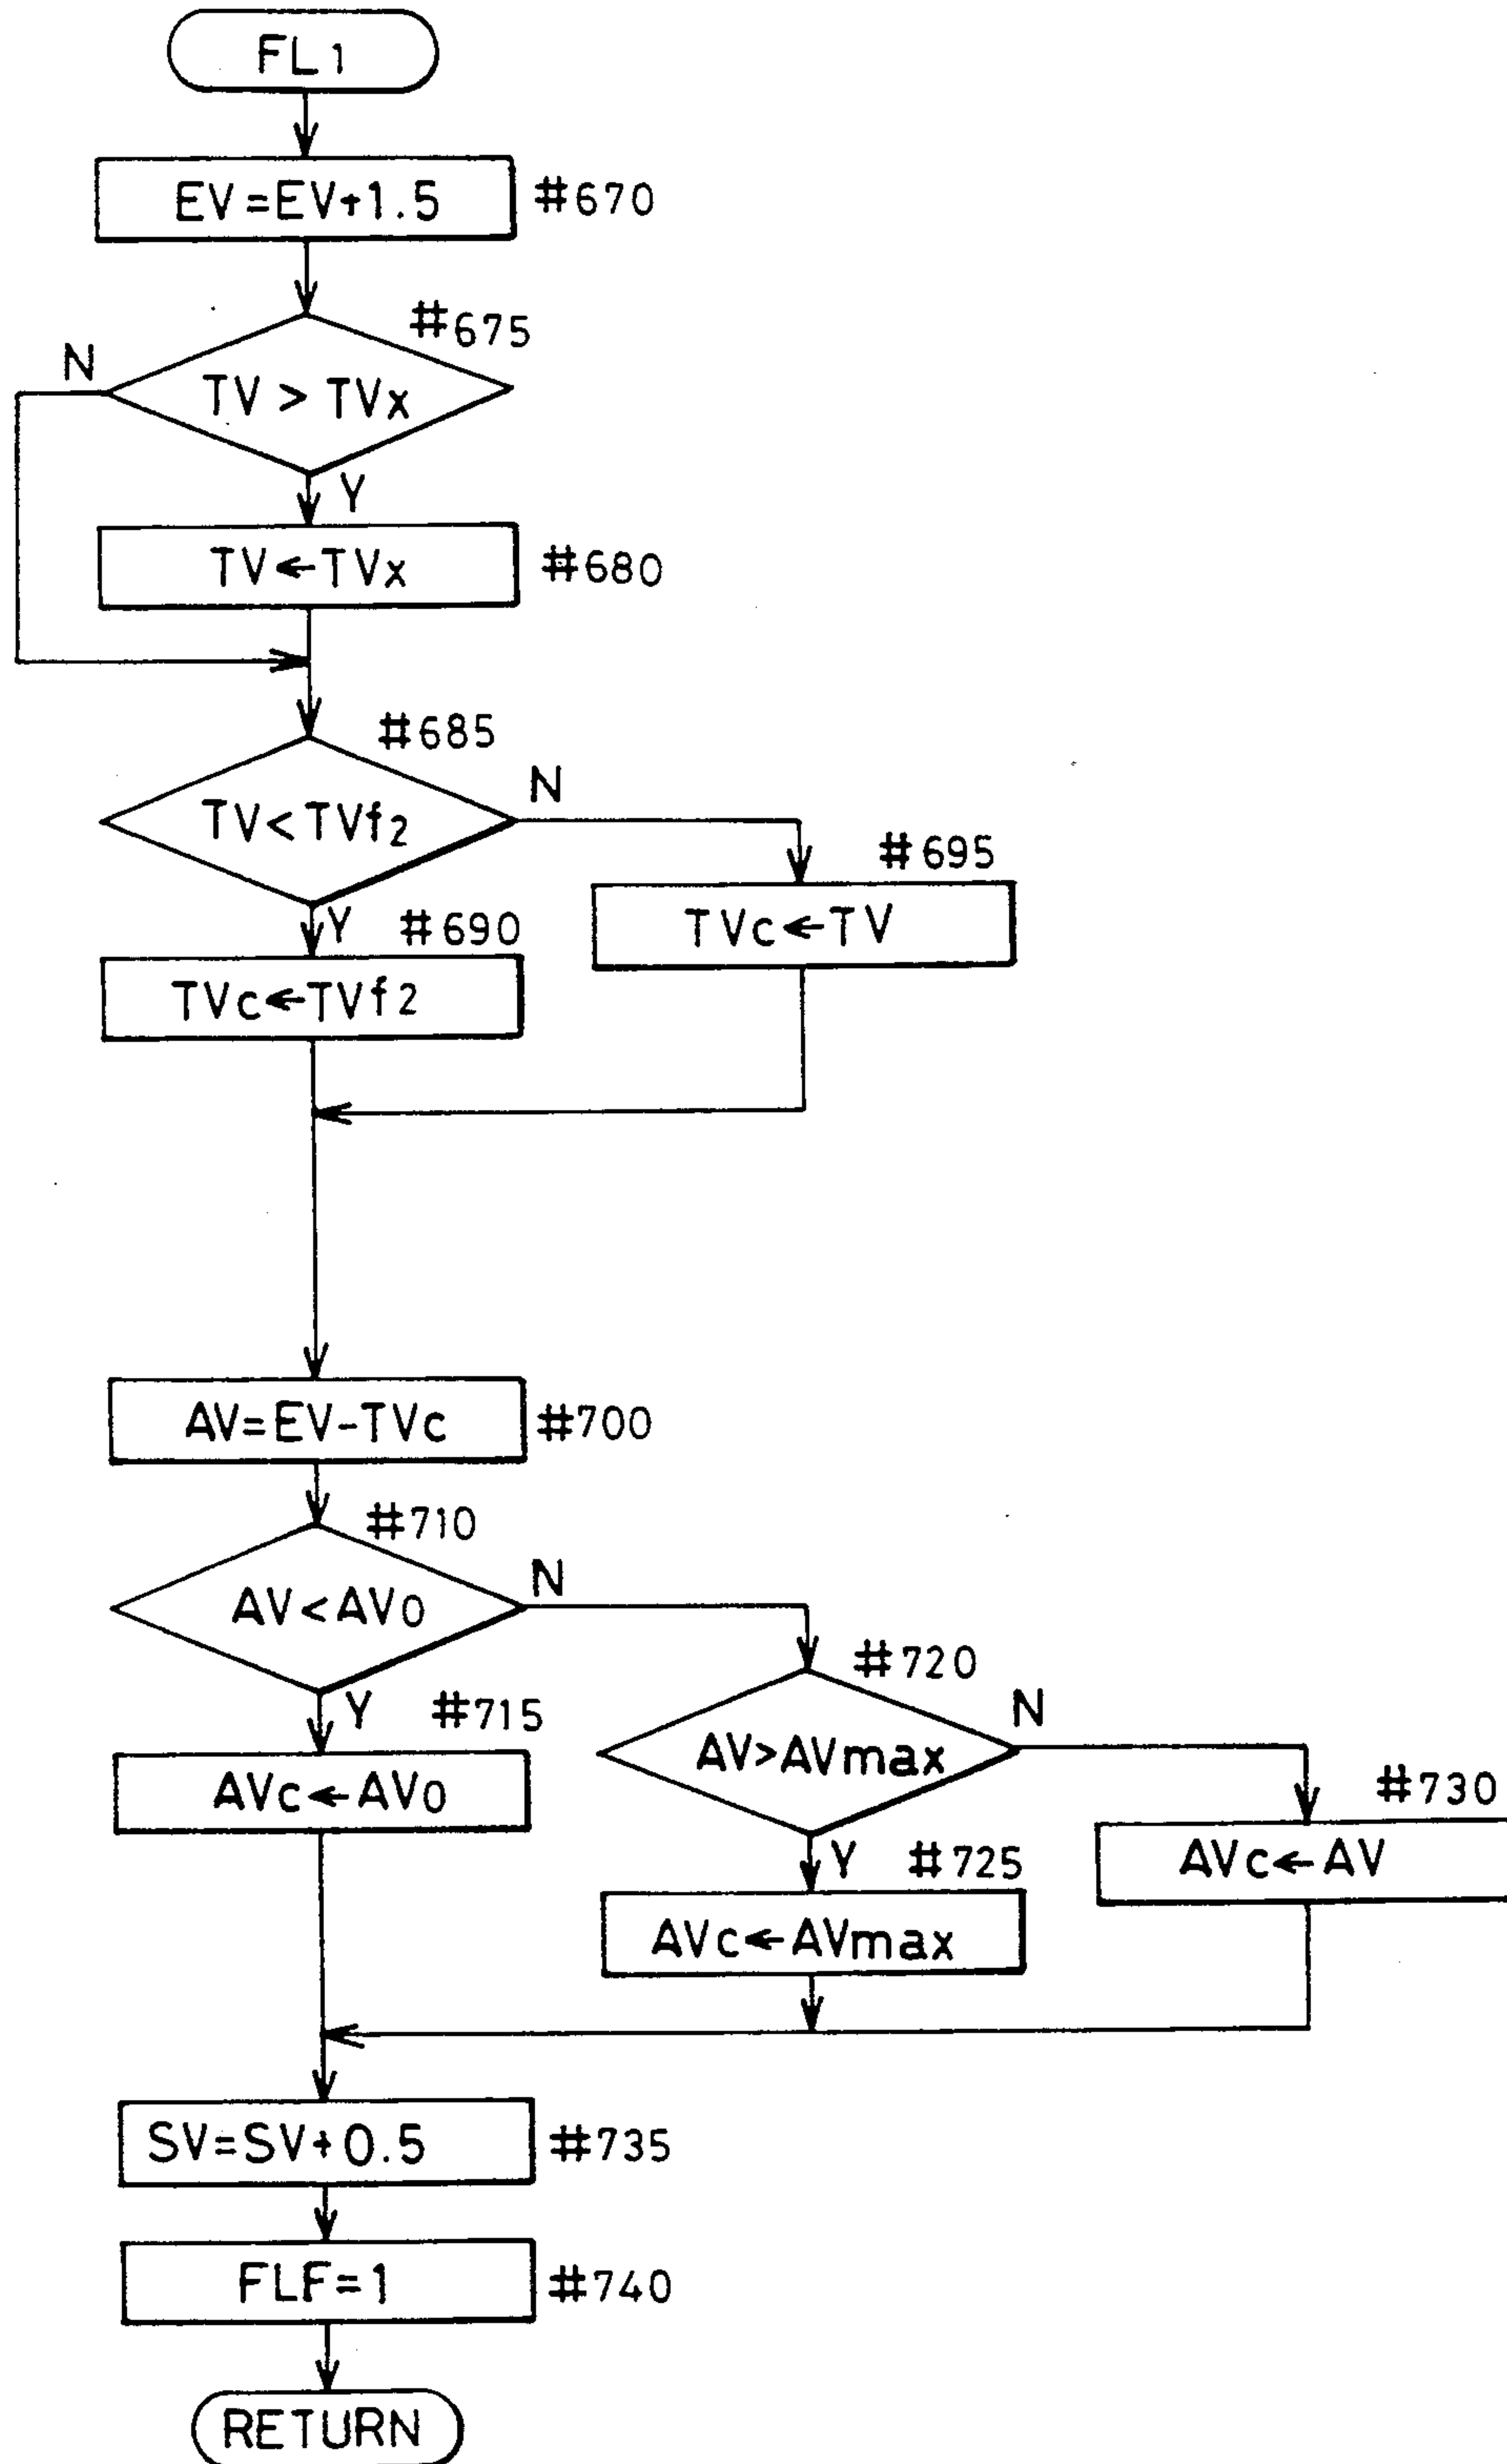 FL1
EV=EV+1.5 #670
#675
N
TV > TVx
Y
TV←TVx #680
#685
N
TV<TVf2
#695
TVc←TV
Y #690
TVc←TVf2
AV=EV-TVc #700
#710
N
AV<AV0
#720
N
Y #715
AV>AVmax
#730
AVc←AV0
AVc←AV
Y #725
AVc←AVmax
SV=SV+0.5 #735
FLF=1 #740
RETURN